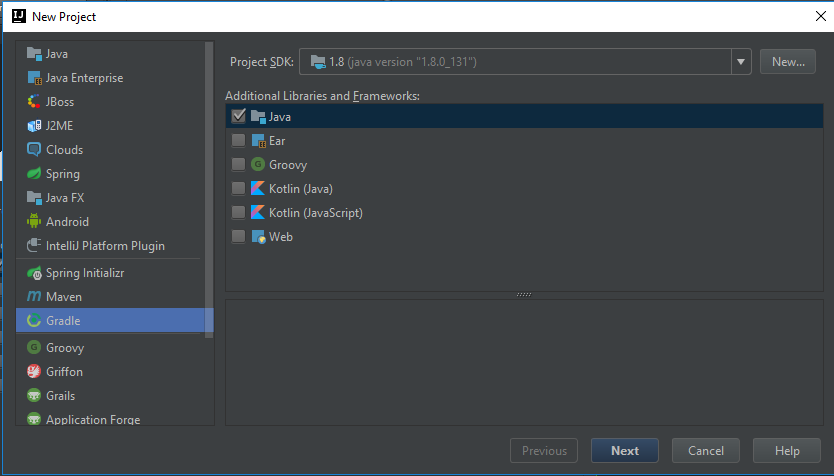 New Project
Java
Java Enterprise
JBoss
J2ME
Clouds
Spring
Java FX
Android
IntelliJ Platform Plugin
Spring Initializr
Maven
Gradle
Groovy
Griffon
Grails
Application Forge
Project SDK: 1.8 (java version "1.8.0_131") New...
Additional Libraries and Frameworks:
Java
Ear
Groovy
Kotlin (Java)
Kotlin (JavaScript)
Web
Previous Next Cancel Help